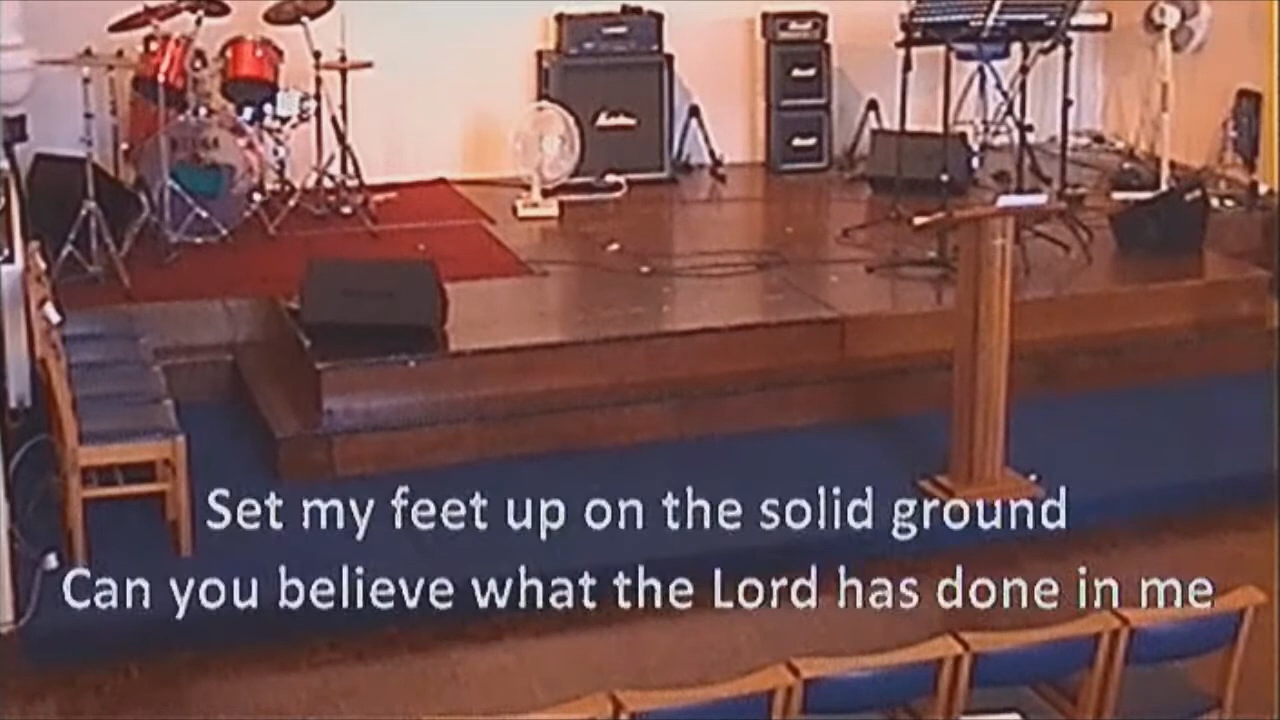 Set my feet up on the solid ground
Can you believe what the Lord has done in me